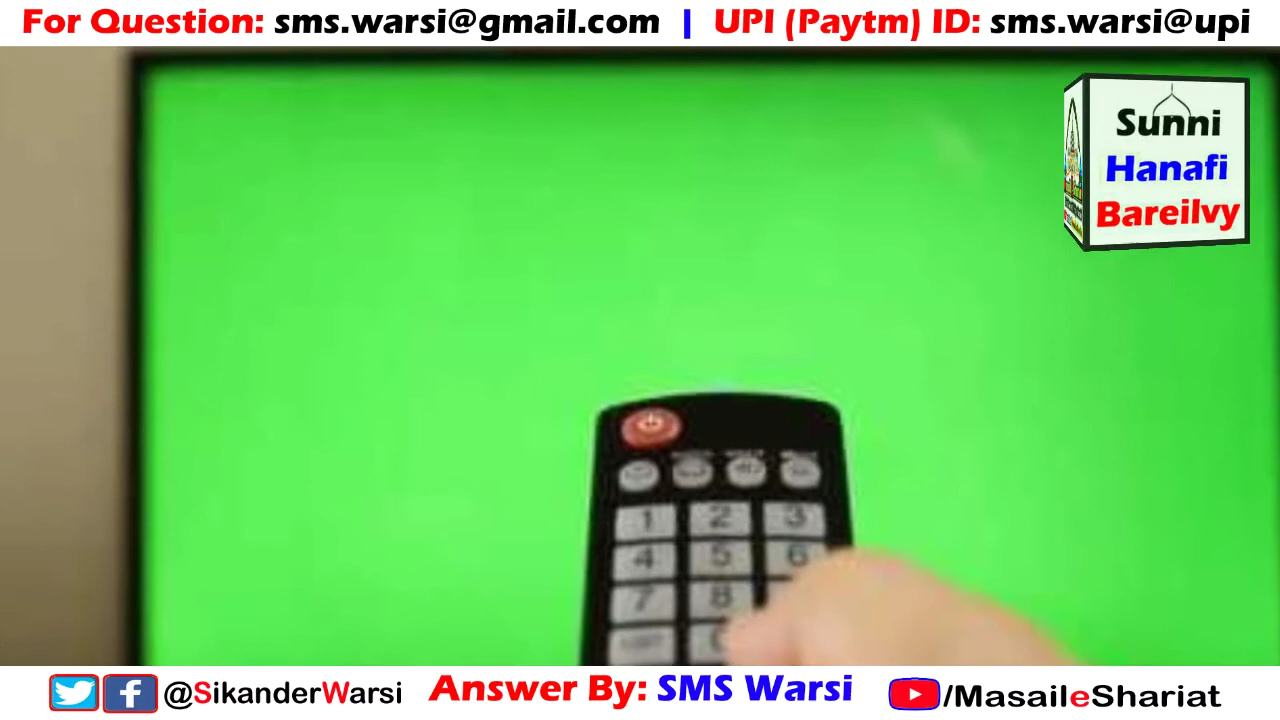 For Question: sms.warsi@gmail.com | UPI (Paytm) ID: sms.warsi@upi
Sunni
Hanafi
Bareilvy
1 2 3
4 5 6
7 8
@SikanderWarsi
Answer By: SMS Warsi
/MasaileShariat